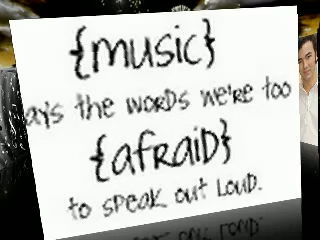 {music}
ays the words we're too
{afraid}
to speak out loud.